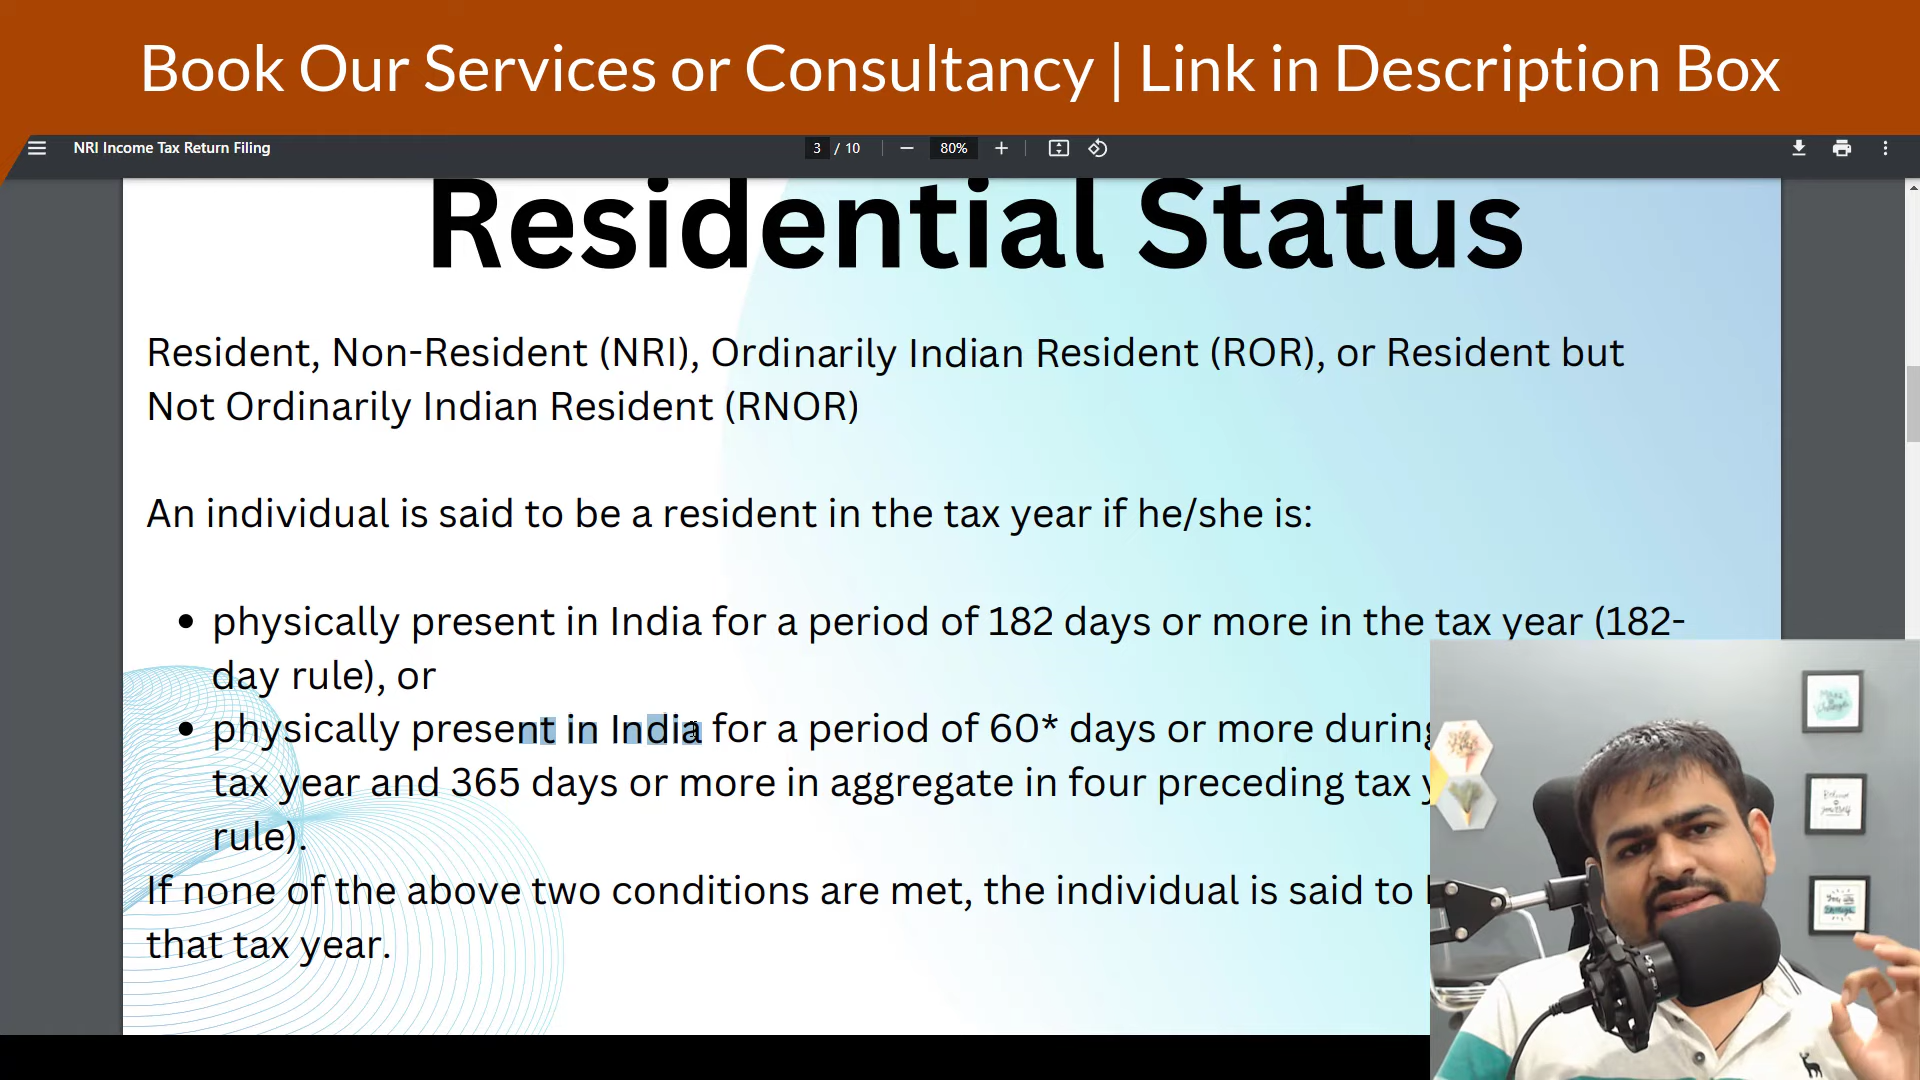 Book Our Services or Consultancy | Link in Description Box
NRI Income Tax Return Filing
3 / 10
80%
Residential Status
Resident, Non-Resident (NRI), Ordinarily Indian Resident (ROR), or Resident but
Not Ordinarily Indian Resident (RNOR)
An individual is said to be a resident in the tax year if he/she is:
• physically present in India for a period of 182 days or more in the tax year (182-
day rule), or
• physically present in India for a period of 60* days or more during
tax year and 365 days or more in aggregate in four preceding tax
rule).
If none of the above two conditions are met, the individual is said to
that tax year.